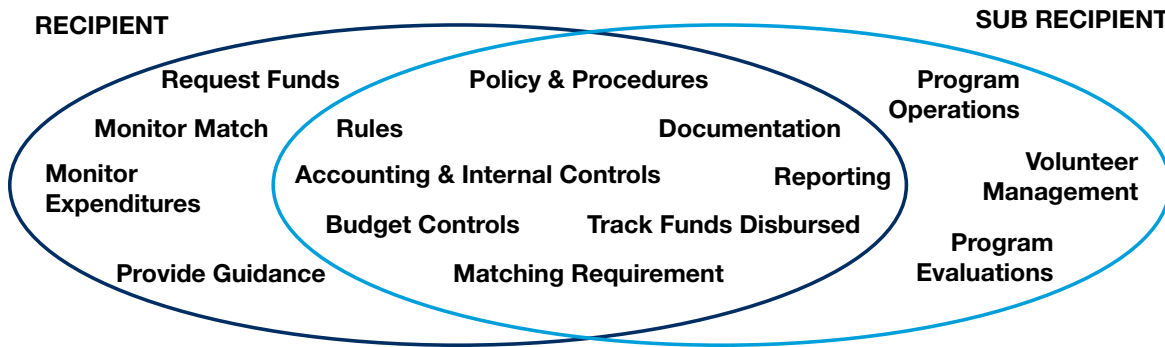 RECIPIENT
SUB RECIPIENT
Request Funds
Monitor Match
Monitor
Expenditures
Provide Guidance
Policy & Procedures
Rules
Documentation
Accounting & Internal Controls
Reporting
Budget Controls
Track Funds Disbursed
Matching Requirement
Program
Operations
Volunteer
Management
Program
Evaluations